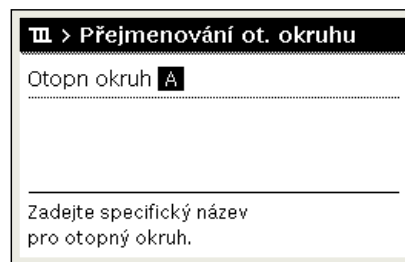 > Přejmenování ot. okruhu
Otopn okruh A
Zadejte specifický název
pro otopný okruh.